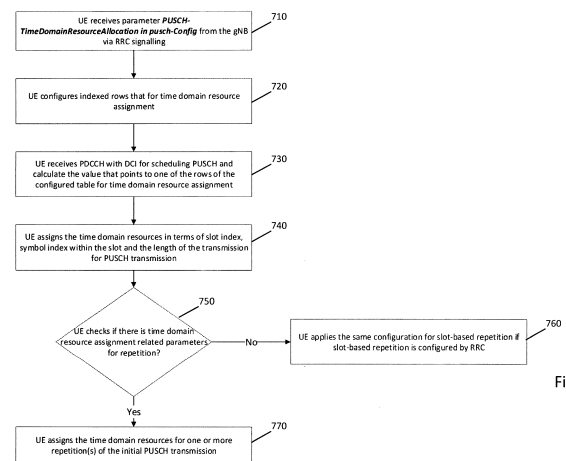 UE receives parameter PUSCH-
TimeDomainResourceAllocation in pusch-Config from the gNB
via RRC signalling
710
UE configures indexed rows that for time domain resource
assignment
720
UE receives PDCCH with DCI for scheduling PUSCH and
calculate the value that points to one of the rows of the
configured table for time domain resource assignment
730
UE assigns the time domain resources in terms of slot index,
symbol index within the slot and the length of the transmission
for PUSCH transmission
740
750
UE checks if there is time domain
resource assignment related parameters
for repetition?
No
UE applies the same configuration for slot-based repetition if
slot-based repetition is configured by RRC
760
Fi
Yes
UE assigns the time domain resources for one or more
repetition(s) of the initial PUSCH transmission
770